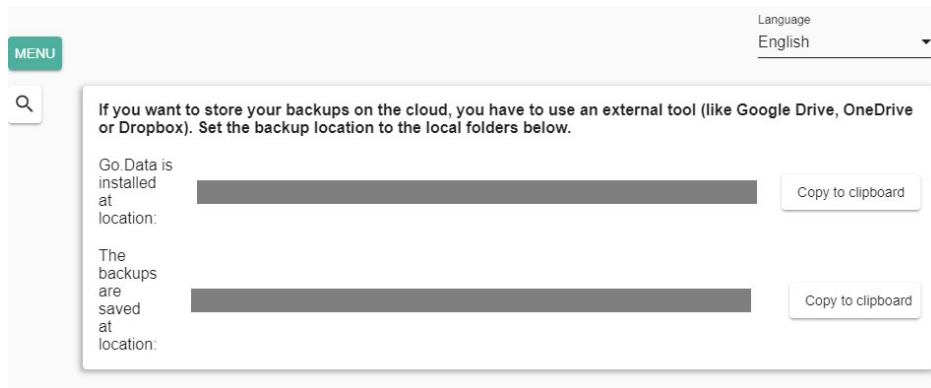 Language
English
MENU
If you want to store your backups on the cloud, you have to use an external tool (like Google Drive, OneDrive
or Dropbox). Set the backup location to the local folders below.
Go.Data is
installed
at
location:
Copy to clipboard
The
backups
are
saved
at
location:
Copy to clipboard